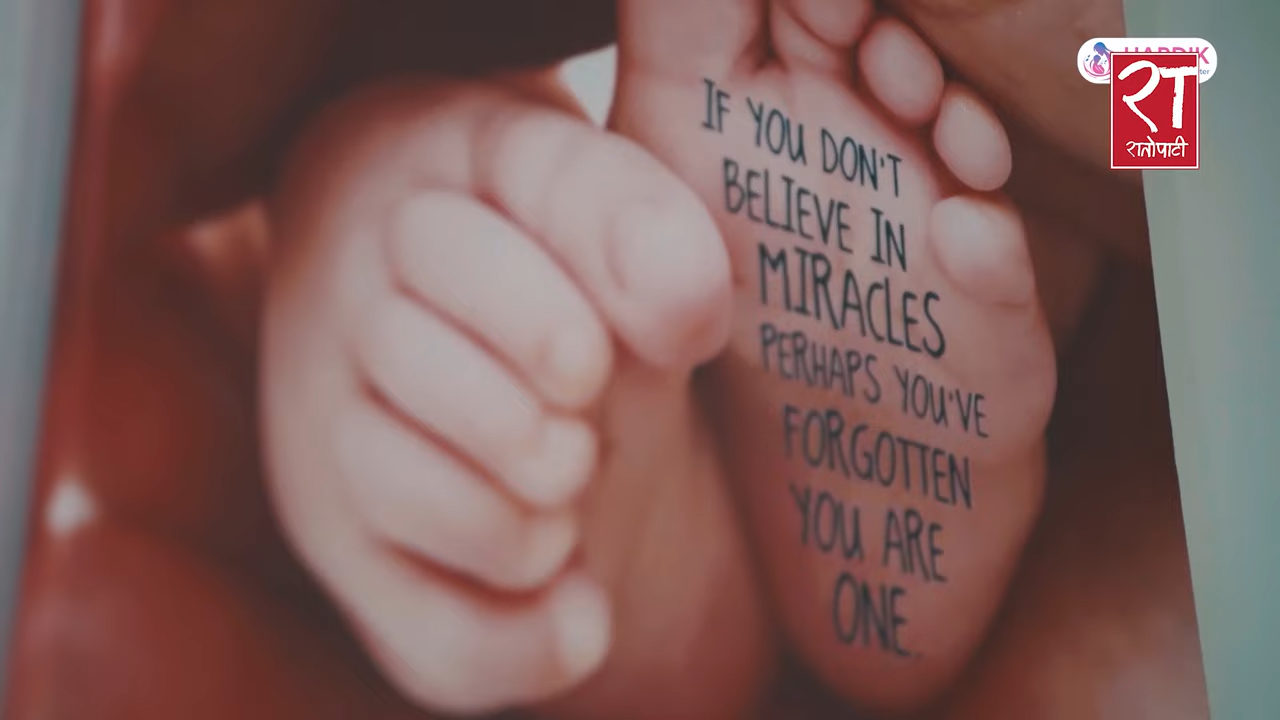 IF YOU DON'T
BELIEVE IN
MIRACLES
PERHAPS YOU'VE
FORGOTTEN
YOU ARE
ONE.
रा
रातोपाटी